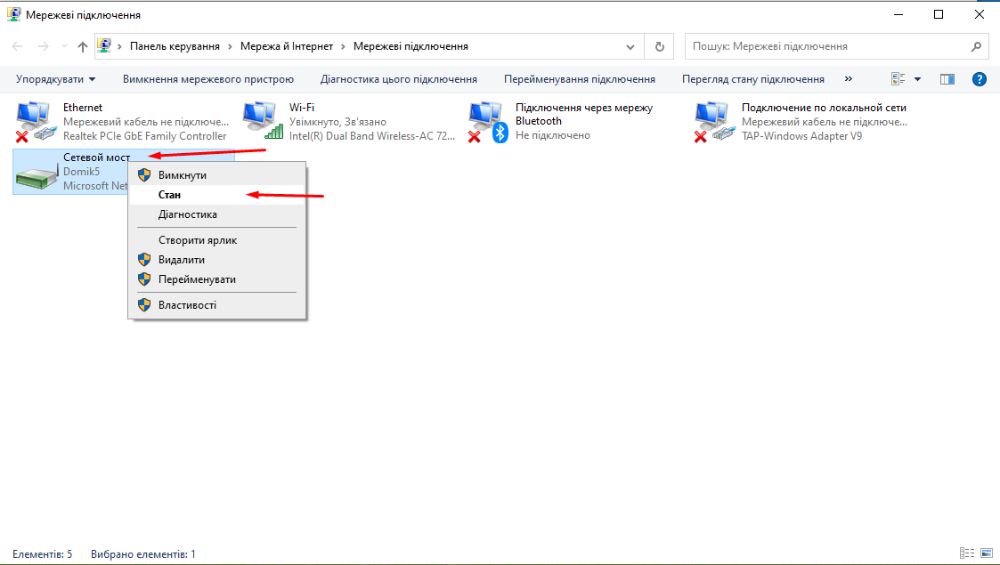 Мережеві підключення
Панель керування › Мережа й Інтернет › Мережеві підключення
Пошук: Мережеві підключення
Упорядкувати
Вимкнення мережевого пристрою
Діагностика цього підключення
Перейменування підключення
Перегляд стану підключення
»
Ethernet
Мережевий кабель не підключе...
Realtek PCIe GbE Family Controller
Wi-Fi
Увімкнуто, Зв'язано
Intel(R) Dual Band Wireless-AC 72...
Підключення через мережу
Bluetooth
Не підключено
Подключение по локальной сети
Мережевий кабель не підключе...
TAP-Windows Adapter V9
Сетевой мост
Domik5
Microsoft Net
Вимкнути
Стан
Діагностика
Створити ярлик
Видалити
Перейменувати
Властивості
Елементів: 5
Вибрано елементів: 1